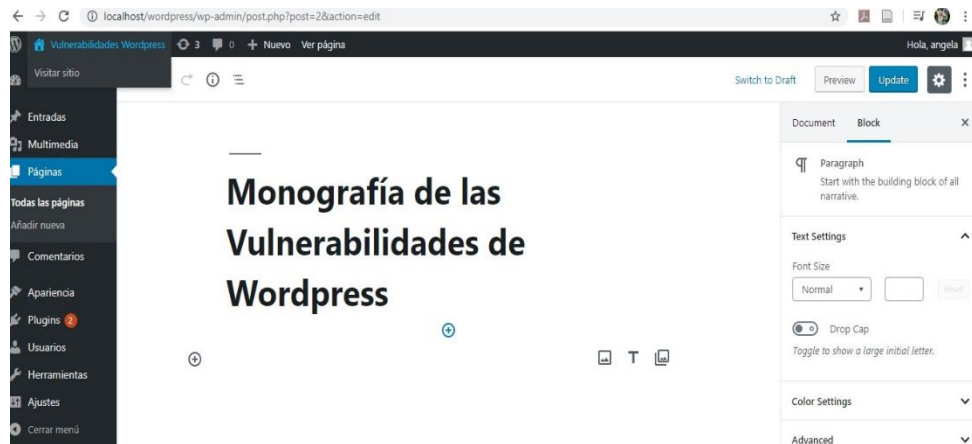 localhost/wordpress/wp-admin/post.php?post=2&action=edit
Vulnerabilidades Wordpress 3 0 + Nuevo Ver página Hola, angela
Visitar sitio
Switch to Draft Preview Update
Entradas
Multimedia
Páginas
Todas las páginas
Añadir nueva
Comentarios
Apariencia
Plugins 2
Usuarios
Herramientas
Ajustes
Cerrar menú
Monografía de las
Vulnerabilidades de
Wordpress
Document Block
Paragraph
Start with the building block of all
narrative.
Text Settings
Font Size
Normal Reset
Drop Cap
Toggle to show a large initial letter.
Color Settings
Advanced